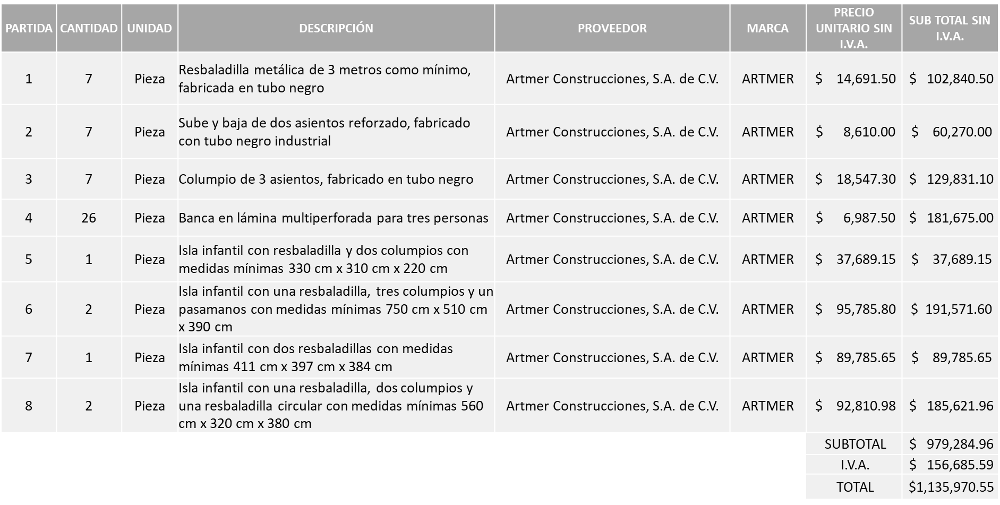 PARTIDA CANTIDAD UNIDAD DESCRIPCIÓN PROVEEDOR MARCA PRECIO UNITARIO SIN I.V.A. SUB TOTAL SIN I.V.A.
1 7 Pieza Resbaladilla metálica de 3 metros como mínimo,
fabricada en tubo negro Artmer Construcciones, S.A. de C.V. ARTMER $ 14,691.50 $ 102,840.50
2 7 Pieza Sube y baja de dos asientos reforzado, fabricado
con tubo negro industrial Artmer Construcciones, S.A. de C.V. ARTMER $ 8,610.00 $ 60,270.00
3 7 Pieza Columpio de 3 asientos, fabricado en tubo negro Artmer Construcciones, S.A. de C.V. ARTMER $ 18,547.30 $ 129,831.10
4 26 Pieza Banca en lámina multiperforada para tres personas Artmer Construcciones, S.A. de C.V. ARTMER $ 6,987.50 $ 181,675.00
5 1 Pieza Isla infantil con resbaladilla y dos columpios con
medidas mínimas 330 cm x 310 cm x 220 cm Artmer Construcciones, S.A. de C.V. ARTMER $ 37,689.15 $ 37,689.15
6 2 Pieza Isla infantil con una resbaladilla, tres columpios y un
pasamanos con medidas mínimas 750 cm x 510 cm
x 390 cm Artmer Construcciones, S.A. de C.V. ARTMER $ 95,785.80 $ 191,571.60
7 1 Pieza Isla infantil con dos resbaladillas con medidas
mínimas 411 cm x 397 cm x 384 cm Artmer Construcciones, S.A. de C.V. ARTMER $ 89,785.65 $ 89,785.65
8 2 Pieza Isla infantil con una resbaladilla, dos columpios y
una resbaladilla circular con medidas mínimas 560
cm x 320 cm x 380 cm Artmer Construcciones, S.A. de C.V. ARTMER $ 92,810.98 $ 185,621.96
SUBTOTAL $ 979,284.96
I.V.A. $ 156,685.59
TOTAL $1,135,970.55